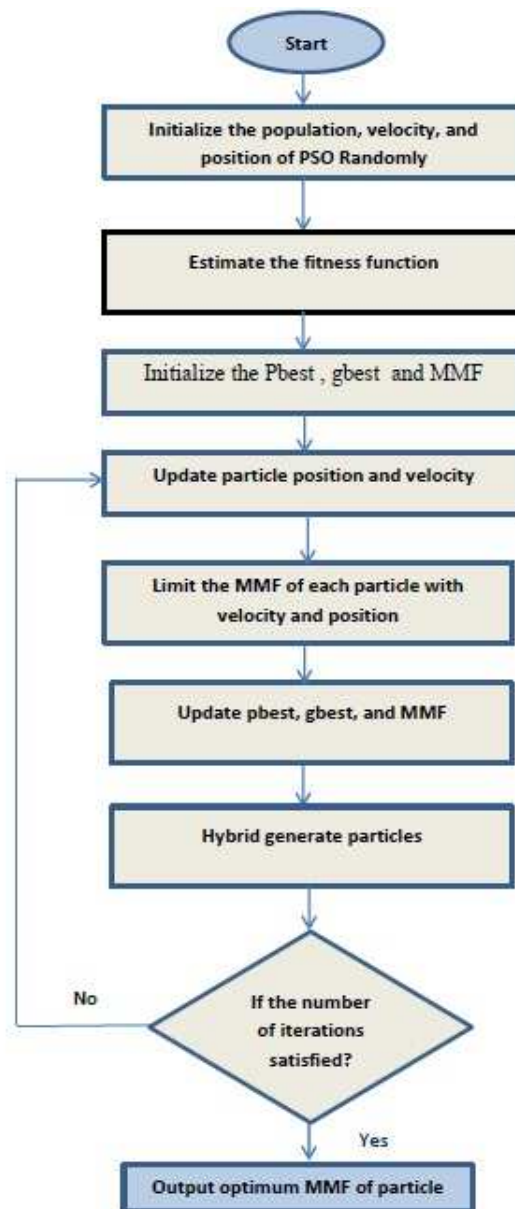 Start
Initialize the population, velocity, and
position of PSO Randomly
Estimate the fitness function
Initialize the Pbest , gbest and MMF
Update particle position and velocity
Limit the MMF of each particle with
velocity and position
Update pbest, gbest, and MMF
Hybrid generate particles
No
If the number
of iterations
satisfied?
Yes
Output optimum MMF of particle